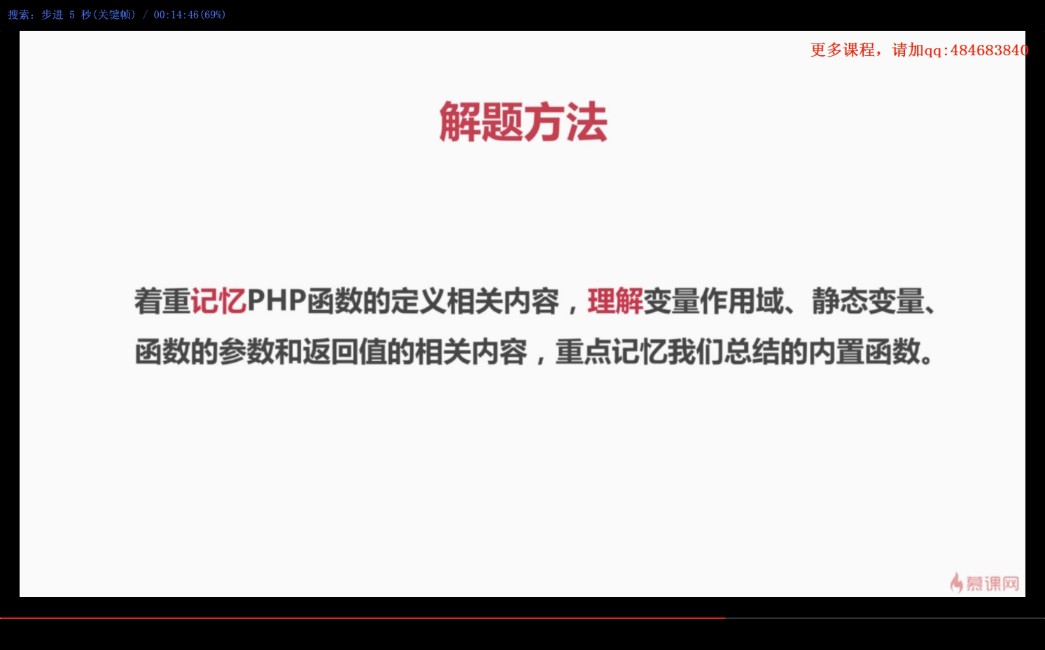 搜索: 步进 5 秒(关键帧) / 00:14:46(69%)
更多课程，请加qq:484683840
解题方法
着重记忆PHP函数的定义相关内容，理解变量作用域、静态变量、
函数的参数和返回值的相关内容，重点记忆我们总结的内置函数。
慕课网